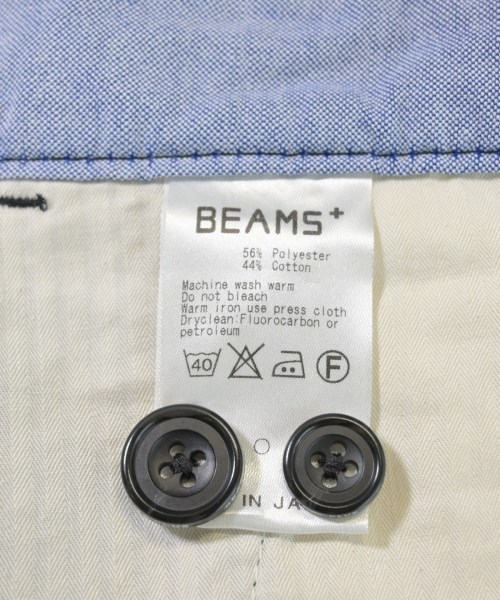 BEAMS+
56% Polyester
44% Cotton
Machine wash warm
Do not bleach
Warm iron use press cloth
Dryclean:Fluorocarbon or
petroleum
40 F
IN